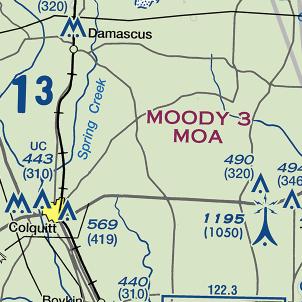 (320)
Damascus
13
Spring Creek
MOODY 3
MOA
UC
443
(310)
490
(320)
494
(346
1195
(1050)
Colquitt
569
(419)
440
(310)
122.3
Boykin